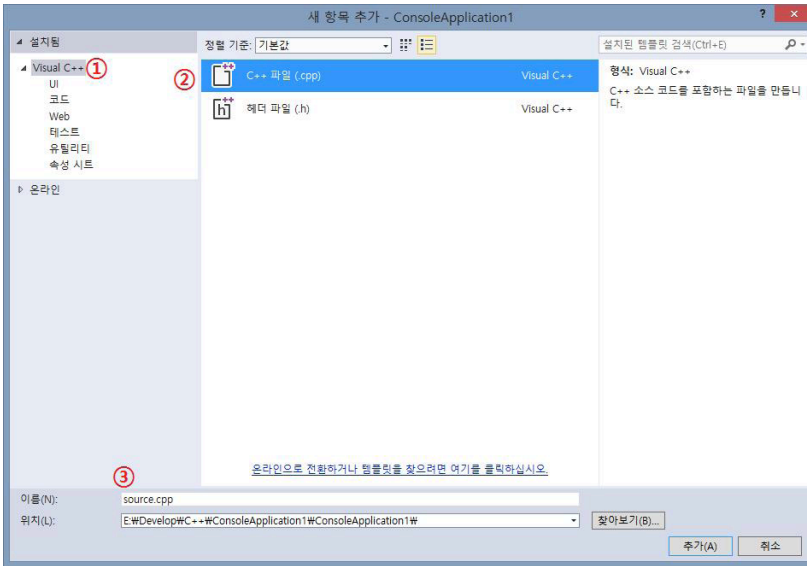 새 항목 추가 - ConsoleApplication1
?
×
설치됨
정렬 기준: 기본값
설치된 템플릿 검색(Ctrl+E)
Visual C++ ①
UI
코드
Web
테스트
유틸리티
속성 시트
온라인
②
C++ 파일 (.cpp)
Visual C++
헤더 파일 (.h)
Visual C++
형식: Visual C++
C++ 소스 코드를 포함하는 파일을 만듭니
다.
온라인으로 전환하거나 템플릿을 찾으려면 여기를 클릭하십시오.
③
이름(N):
source.cpp
위치(L):
E:₩Develop₩C++₩ConsoleApplication1₩ConsoleApplication1₩
찾아보기(B)...
추가(A)
취소